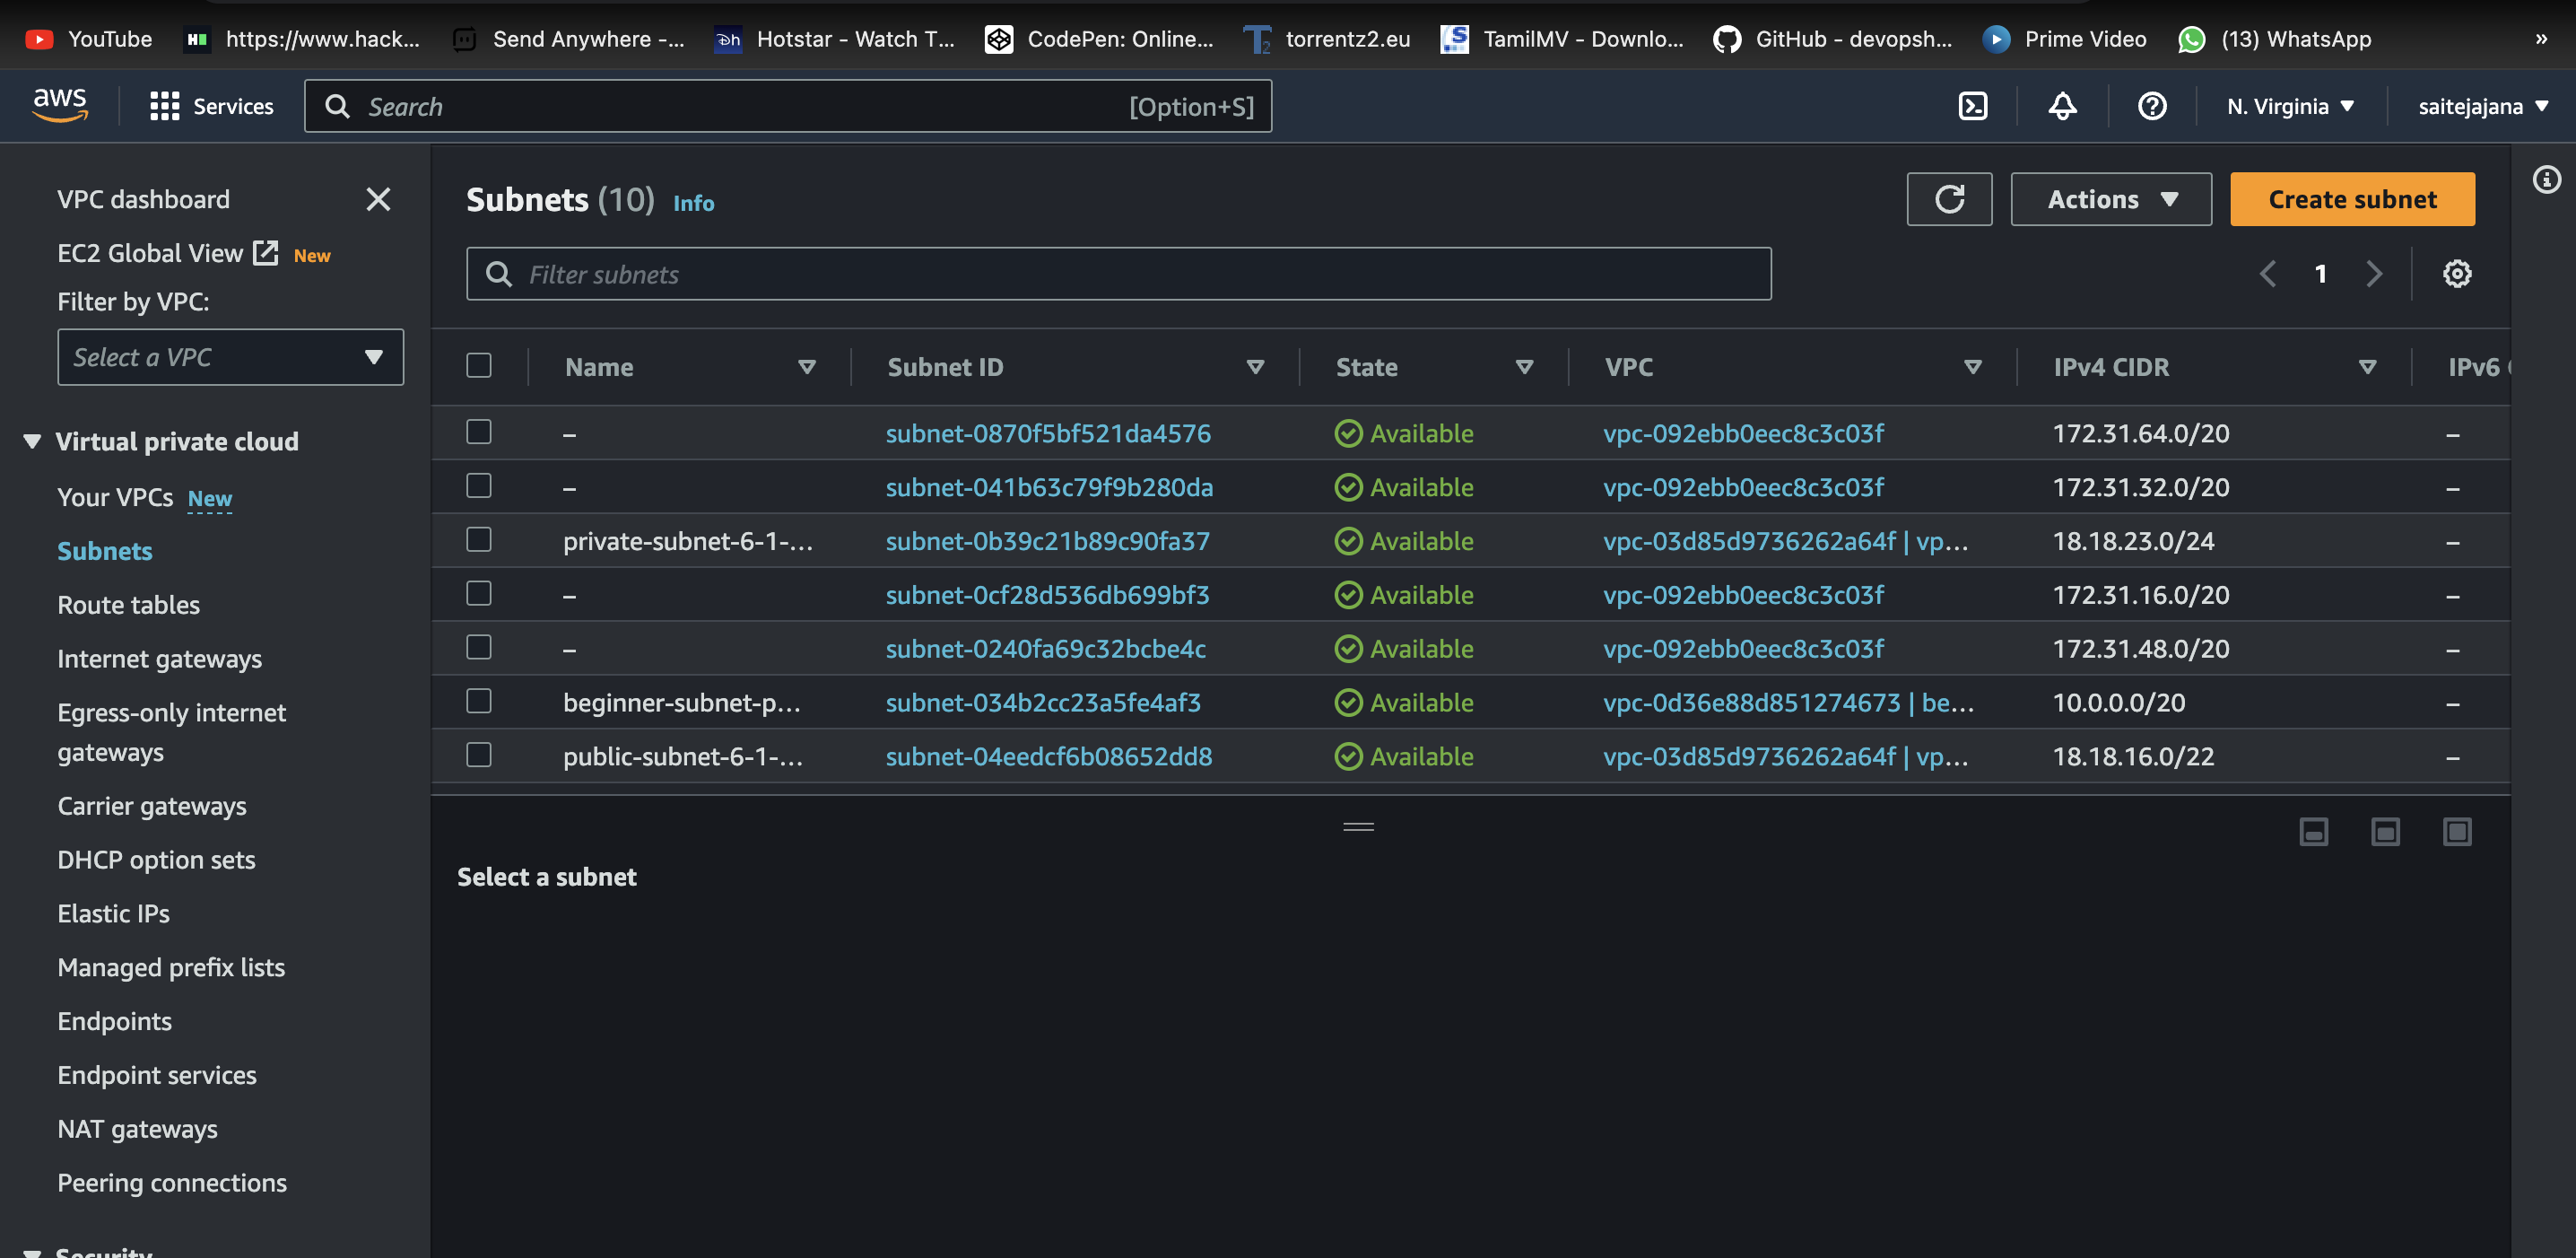 YouTube https://www.hack... Send Anywhere -... Hotstar - Watch T... CodePen: Online... torrentz2.eu TamilMV - Downlo... GitHub - devopsh... Prime Video (13) WhatsApp »
aws Services Search [Option+S] N. Virginia saitejajana
VPC dashboard
EC2 Global View New
Filter by VPC:
Select a VPC
Virtual private cloud
Your VPCs New
Subnets
Route tables
Internet gateways
Egress-only internet
gateways
Carrier gateways
DHCP option sets
Elastic IPs
Managed prefix lists
Endpoints
Endpoint services
NAT gateways
Peering connections
Security
Subnets (10) Info Actions Create subnet
Filter subnets 1
Name Subnet ID State VPC IPv4 CIDR IPv6
– subnet-0870f5bf521da4576 Available vpc-092ebb0eec8c3c03f 172.31.64.0/20 –
– subnet-041b63c79f9b280da Available vpc-092ebb0eec8c3c03f 172.31.32.0/20 –
private-subnet-6-1-... subnet-0b39c21b89c90fa37 Available vpc-03d85d9736262a64f | vp... 18.18.23.0/24 –
– subnet-0cf28d536db699bf3 Available vpc-092ebb0eec8c3c03f 172.31.16.0/20 –
– subnet-0240fa69c32bcbe4c Available vpc-092ebb0eec8c3c03f 172.31.48.0/20 –
beginner-subnet-p... subnet-034b2cc23a5fe4af3 Available vpc-0d36e88d851274673 | be... 10.0.0.0/20 –
public-subnet-6-1-... subnet-04eedcf6b08652dd8 Available vpc-03d85d9736262a64f | vp... 18.18.16.0/22 –
Select a subnet